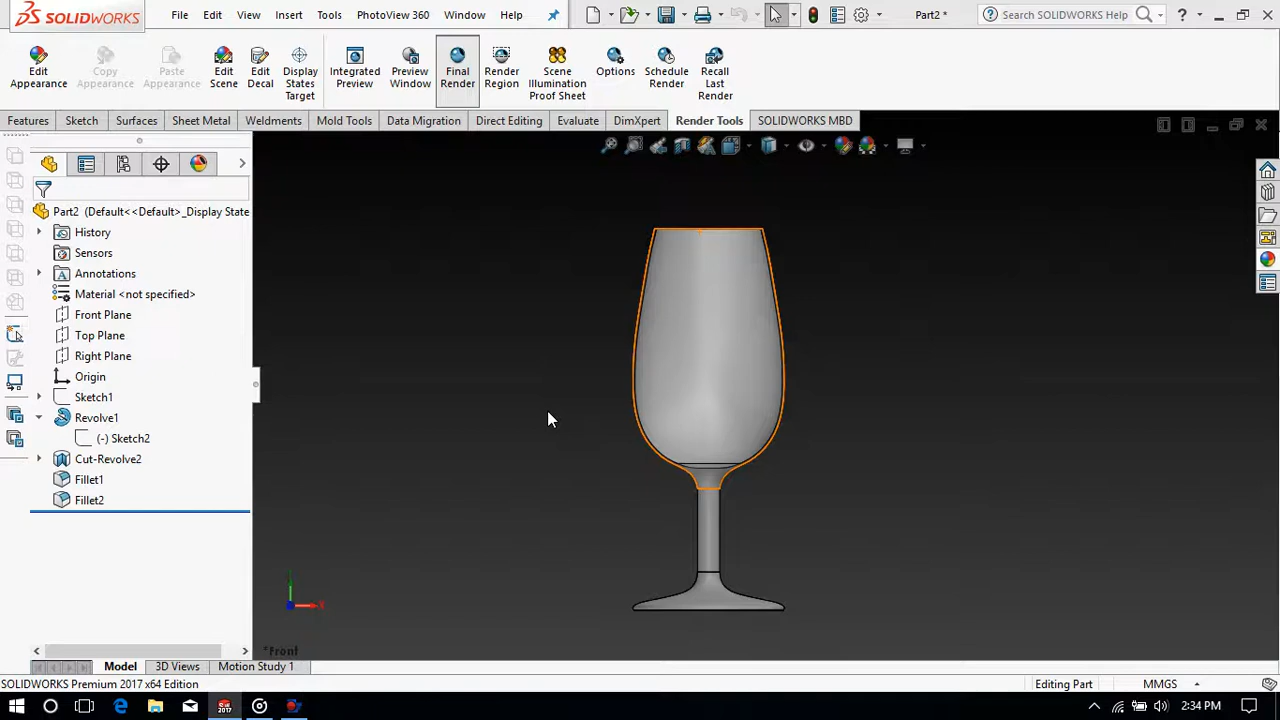 SOLIDWORKS File Edit View Insert Tools PhotoView 360 Window Help Part2 * Search SOLIDWORKS Help ?
Edit Appearance
Copy Appearance
Paste Appearance
Edit Scene
Edit Decal
Display States Target
Integrated Preview
Preview Window
Final Render
Render Region
Scene Illumination Proof Sheet
Options
Schedule Render
Recall Last Render
Features Sketch Surfaces Sheet Metal Weldments Mold Tools Data Migration Direct Editing Evaluate DimXpert Render Tools SOLIDWORKS MBD
Part2 (Default<<Default>_Display State
History
Sensors
Annotations
Material <not specified>
Front Plane
Top Plane
Right Plane
Origin
Sketch1
Revolve1
(-) Sketch2
Cut-Revolve2
Fillet1
Fillet2
X
*Front
Model 3D Views Motion Study 1
SOLIDWORKS Premium 2017 x64 Edition Editing Part MMGS
2:34 PM